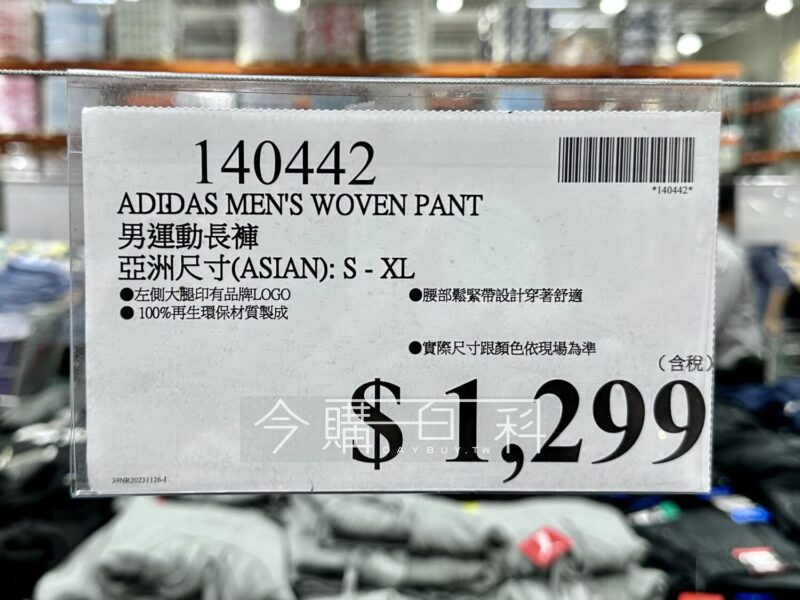 140442
*140442*
ADIDAS MEN'S WOVEN PANT
男運動長褲
亞洲尺寸(ASIAN): S - XL
●左側大腿印有品牌LOGO
●腰部鬆緊帶設計穿著舒適
● 100%再生環保材質製成
●實際尺寸跟顏色依現場為準
(含稅)
$ 1,299
今購百科
DAYBUY.TW
39NR20231126-I